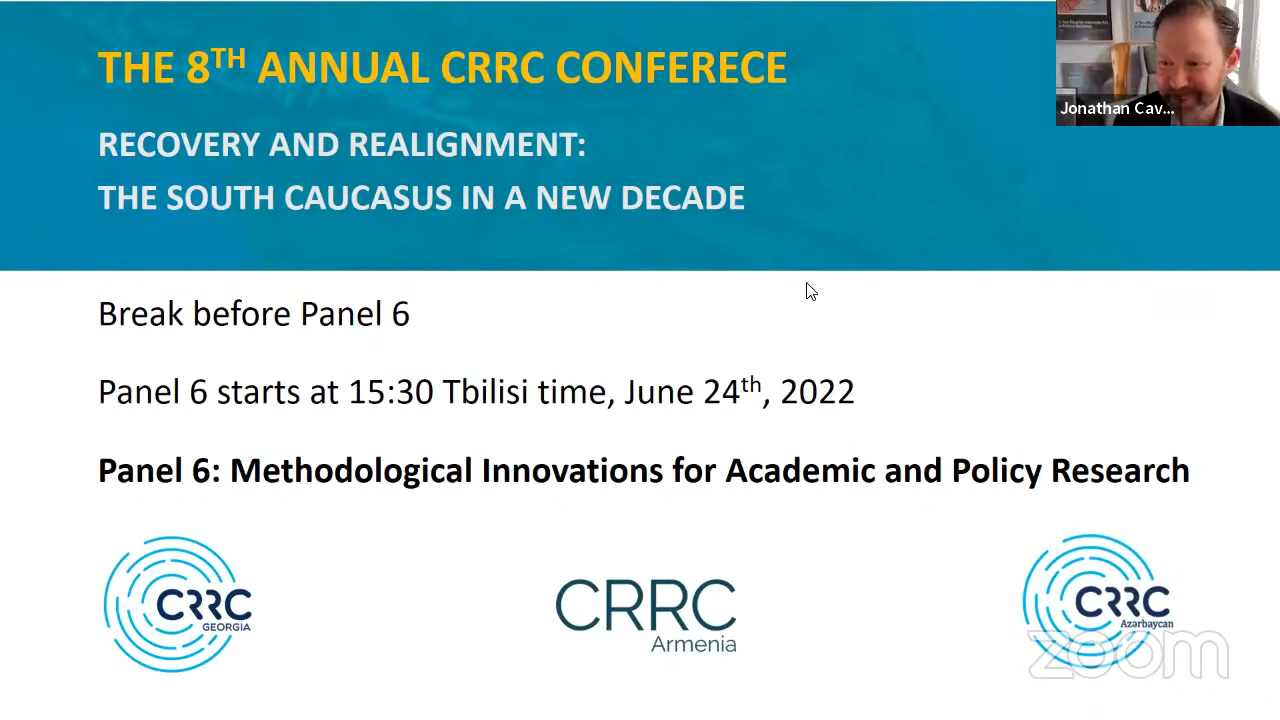 THE 8TH ANNUAL CRRC CONFERECE
Jonathan Cav...
RECOVERY AND REALIGNMENT:
THE SOUTH CAUCASUS IN A NEW DECADE
Break before Panel 6
Panel 6 starts at 15:30 Tbilisi time, June 24th, 2022
Panel 6: Methodological Innovations for Academic and Policy Research
CRRC
GEORGIA
CRRC
Armenia
CRRC
Azərbaycan
zoom